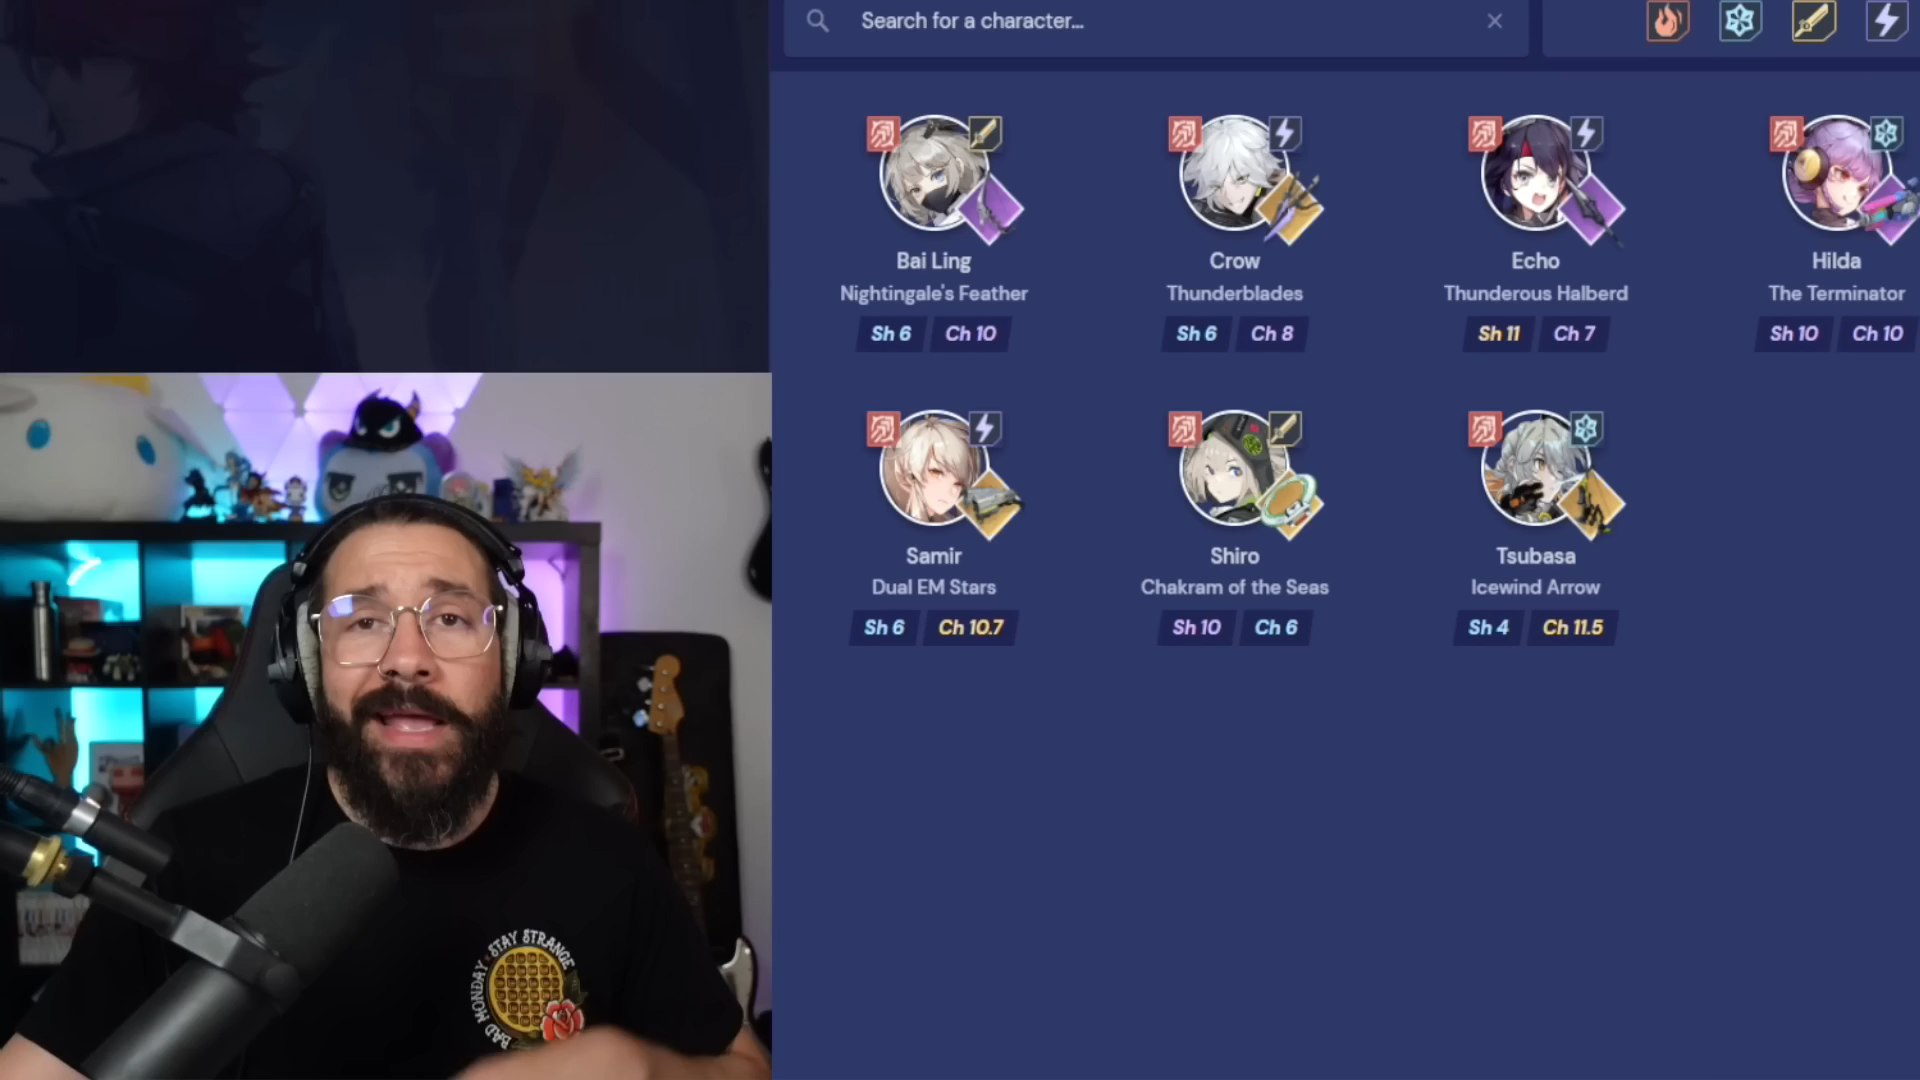 Search for a character...
Bai Ling
Nightingale's Feather
Sh 6 Ch 10
Crow
Thunderblades
Sh 6 Ch 8
Echo
Thunderous Halberd
Sh 11 Ch 7
Hilda
The Terminator
Sh 10 Ch 10
Samir
Dual EM Stars
Sh 6 Ch 10.7
Shiro
Chakram of the Seas
Sh 10 Ch 6
Tsubasa
Icewind Arrow
Sh 4 Ch 11.5
BAD MONDAY STAY STRANGE